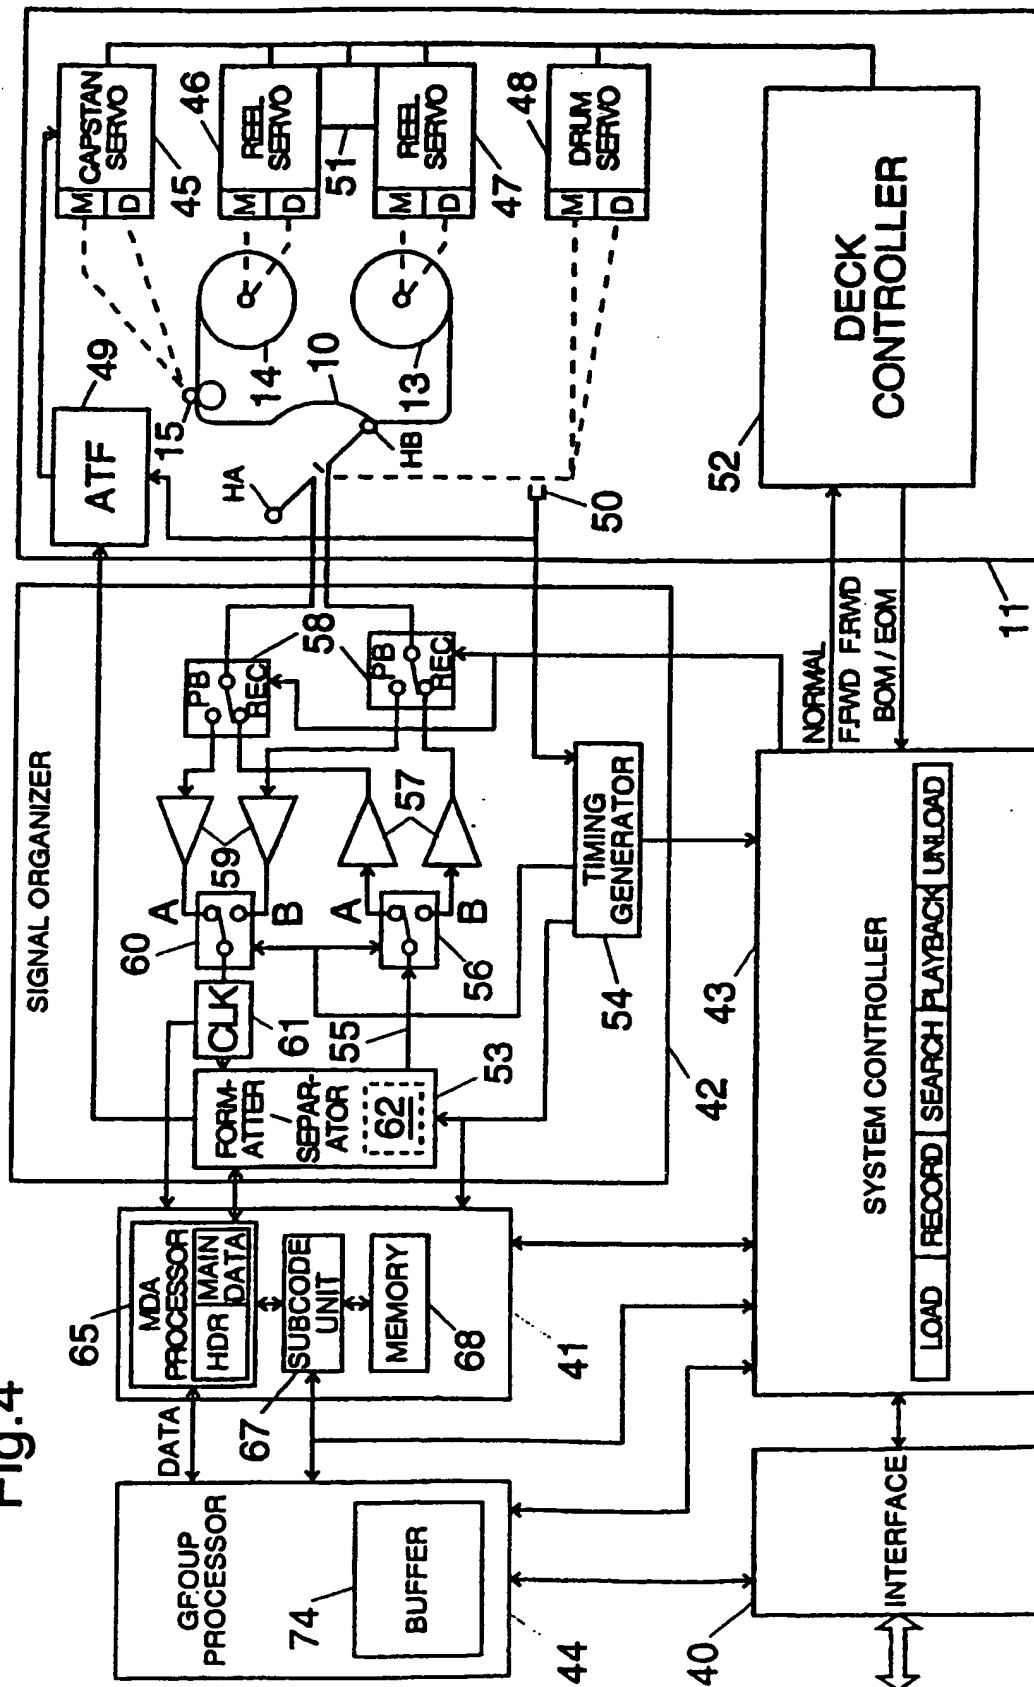 Fig.4
GROUP
PROCESSOR
74
BUFFER
44
DATA
65
MDA
PROCESSOR
HDR
MAIN
DATA
67
SUBCODE
UNIT
MEMORY
68
41
SIGNAL ORGANIZER
FORM-
ATTER
SEPAR-
ATOR
62
53
CLK
61
55
60
A
B
59
A
B
56
57
58
PB
REC
PB
REC
TIMING
GENERATOR
54
42
ATF
49
15
HA
HB
14
10
13
50
CAPSTAN
SERVO
M
D
45
REEL
SERVO
M
D
46
51
REEL
SERVO
M
D
47
DRUM
SERVO
M
D
48
DECK
CONTROLLER
52
11
NORMAL
F.FWD F.RWD
BOM / EOM
40
INTERFACE
43
SYSTEM CONTROLLER
LOAD RECORD SEARCH PLAYBACK UNLOAD